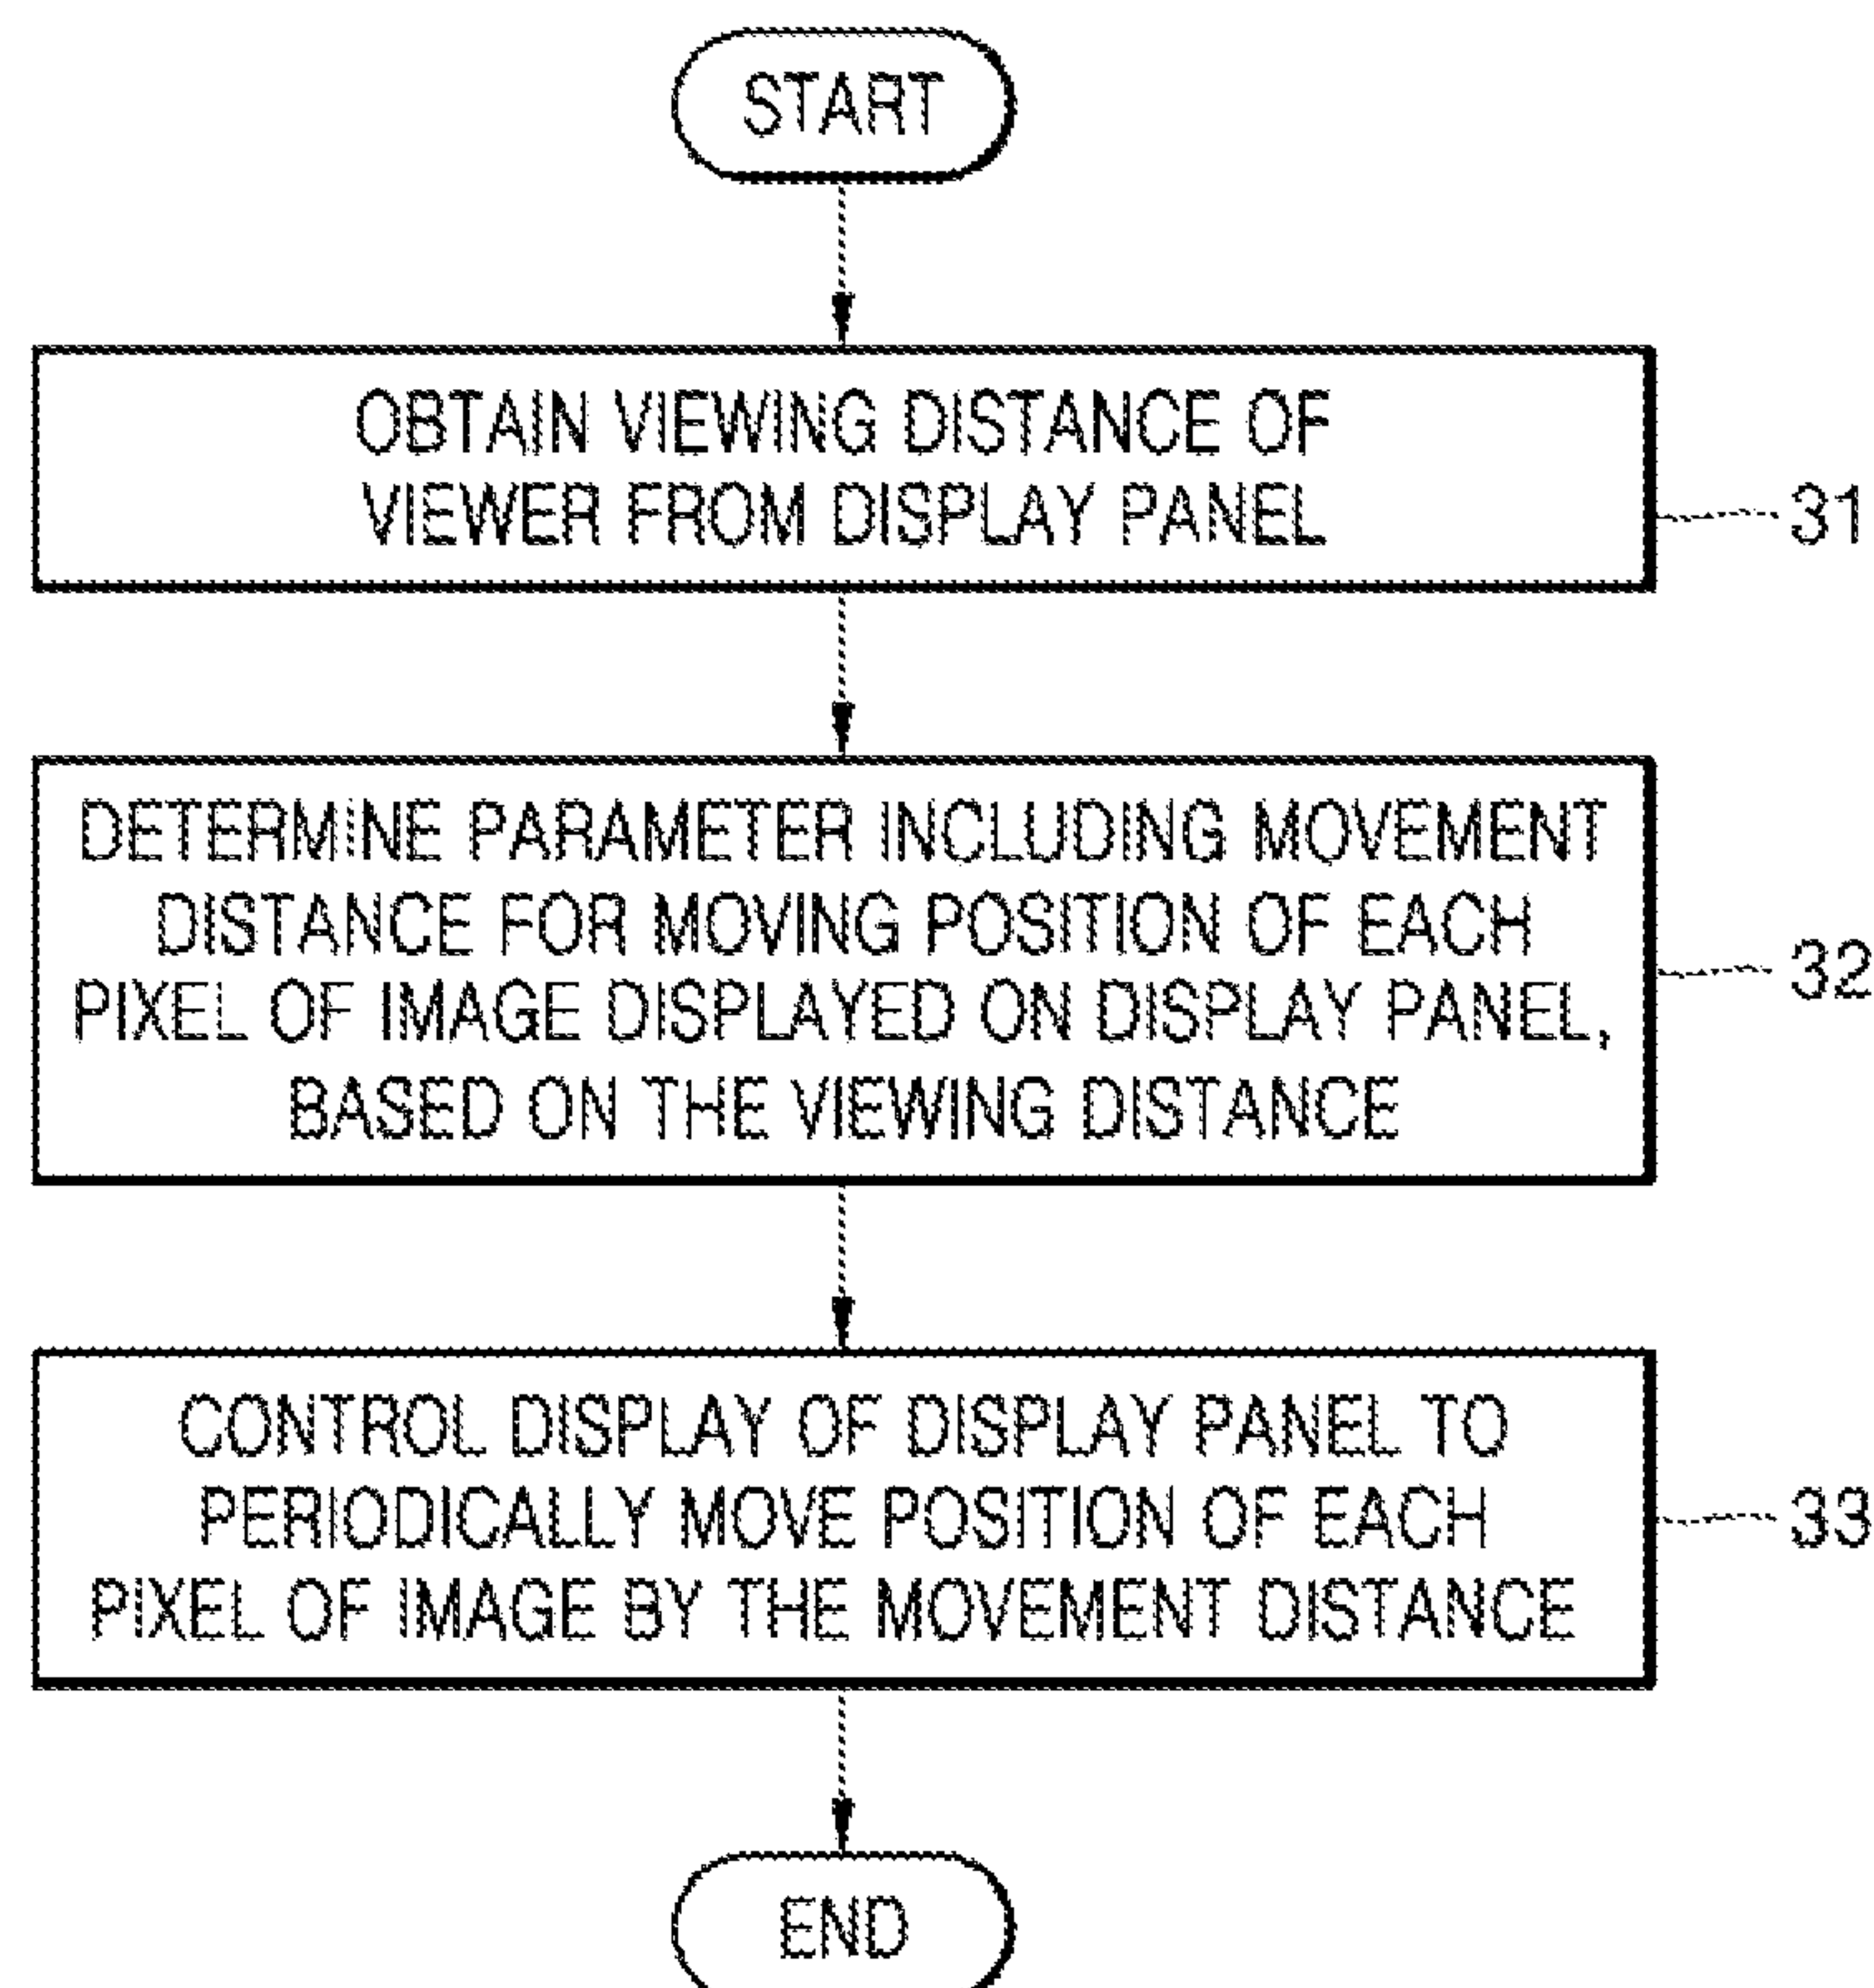 START
OBTAIN VIEWING DISTANCE OF
VIEWER FROM DISPLAY PANEL
31
DETERMINE PARAMETER INCLUDING MOVEMENT
DISTANCE FOR MOVING POSITION OF EACH
PIXEL OF IMAGE DISPLAYED ON DISPLAY PANEL,
BASED ON THE VIEWING DISTANCE
32
CONTROL DISPLAY OF DISPLAY PANEL TO
PERIODICALLY MOVE POSITION OF EACH
PIXEL OF IMAGE BY THE MOVEMENT DISTANCE
33
END